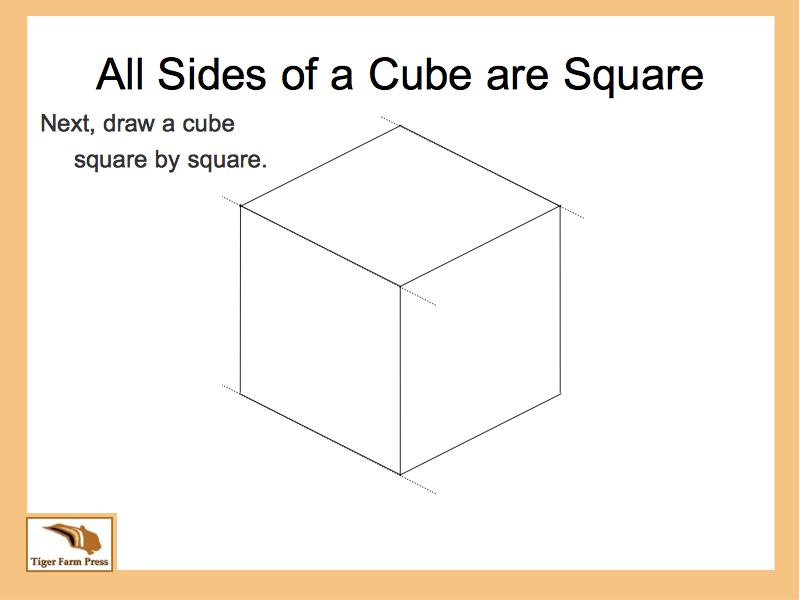 All Sides of a Cube are Square
Next, draw a cube
square by square.
Tiger Farm Press